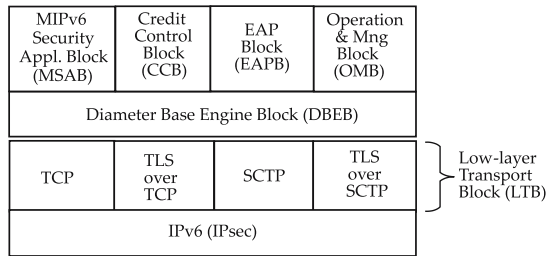 MIPv6
Security
Appl. Block
(MSAB)
Credit
Control
Block
(CCB)
EAP
Block
(EAPB)
Operation
& Mng
Block
(OMB)
Diameter Base Engine Block (DBEB)
TCP
TLS
over
TCP
SCTP
TLS
over
SCTP
Low-layer
Transport
Block (LTB)
IPv6 (IPsec)